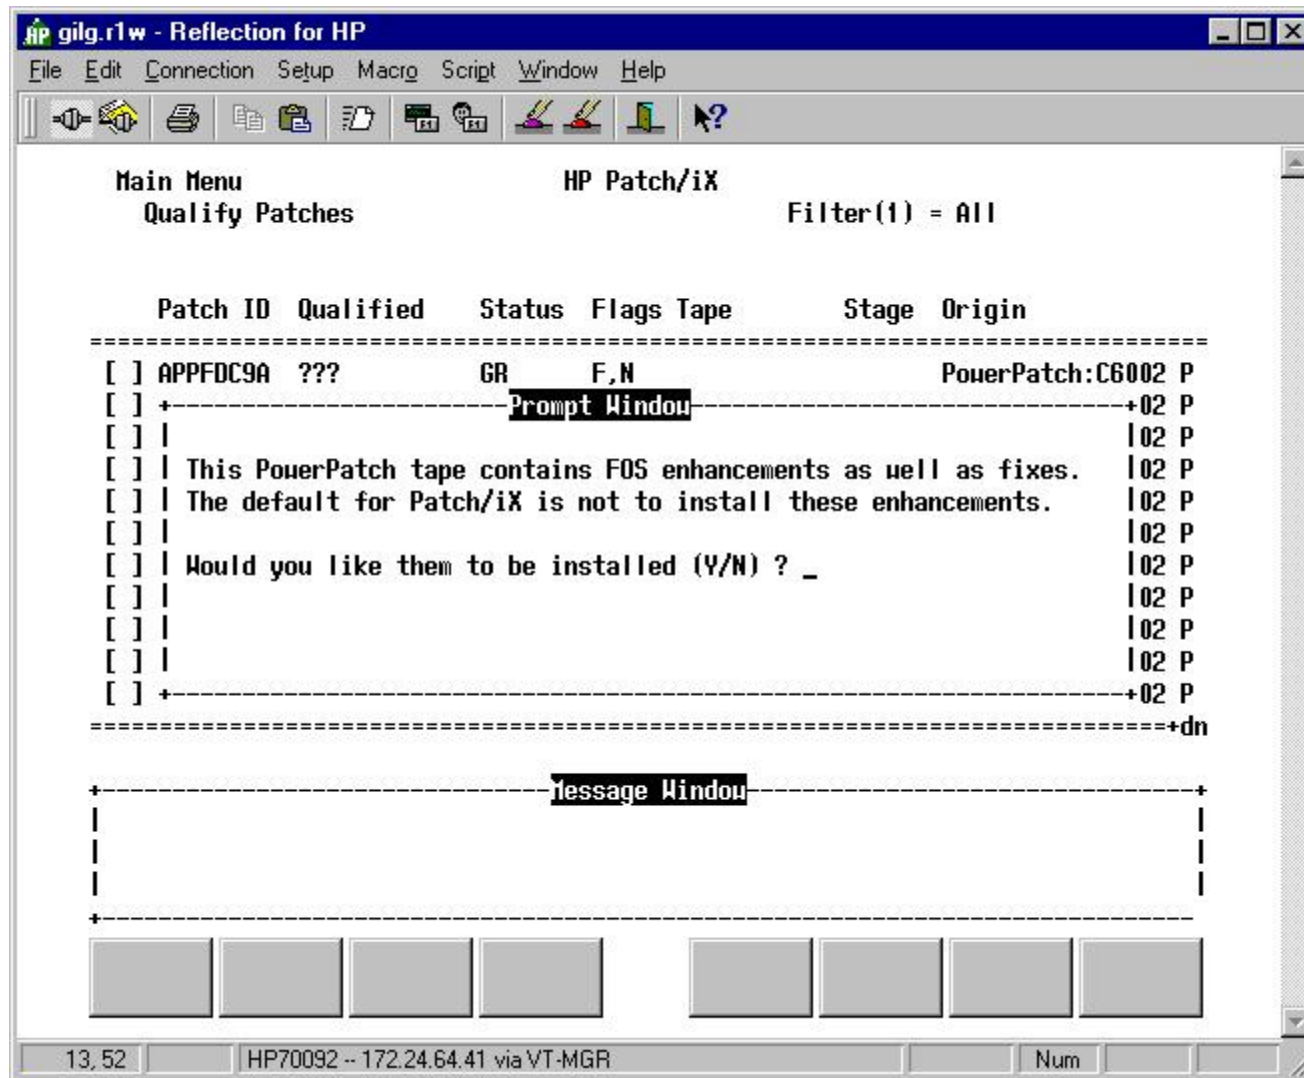 gilg.r1w - Reflection for HP
File Edit Connection Setup Macro Script Window Help
Main Menu HP Patch/iX
Qualify Patches Filter(1) = All
Patch ID Qualified Status Flags Tape Stage Origin
================================================================================
[ ] APPFDC9A ??? GR F,N PowerPatch:C6002 P
[ ] +------------------------Prompt Window-------------------------------+02 P
[ ] | |02 P
[ ] | This PowerPatch tape contains FOS enhancements as well as fixes. |02 P
[ ] | The default for Patch/iX is not to install these enhancements. |02 P
[ ] | |02 P
[ ] | Would you like them to be installed (Y/N) ? _ |02 P
[ ] | |02 P
[ ] | |02 P
[ ] | |02 P
[ ] +--------------------------------------------------------------------+02 P
=============================================================================+dn
+--------------------------------Message Window--------------------------------+
| |
| |
| |
+-------------------------------------------------------------------------------
13, 52 HP70092 -- 172.24.64.41 via VT-MGR Num